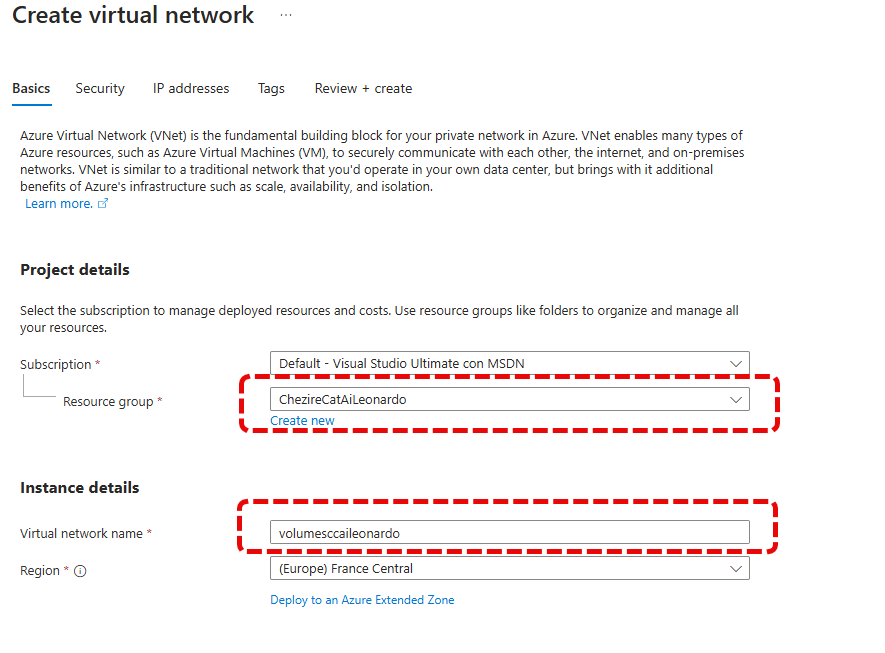 Create virtual network ...
Basics Security IP addresses Tags Review + create
Azure Virtual Network (VNet) is the fundamental building block for your private network in Azure. VNet enables many types of
Azure resources, such as Azure Virtual Machines (VM), to securely communicate with each other, the internet, and on-premises
networks. VNet is similar to a traditional network that you'd operate in your own data center, but brings with it additional
benefits of Azure's infrastructure such as scale, availability, and isolation.
Learn more.
Project details
Select the subscription to manage deployed resources and costs. Use resource groups like folders to organize and manage all
your resources.
Subscription * Default - Visual Studio Ultimate con MSDN
Resource group * ChezireCatAiLeonardo
Create new
Instance details
Virtual network name * volumesccaileonardo
Region * (Europe) France Central
Deploy to an Azure Extended Zone